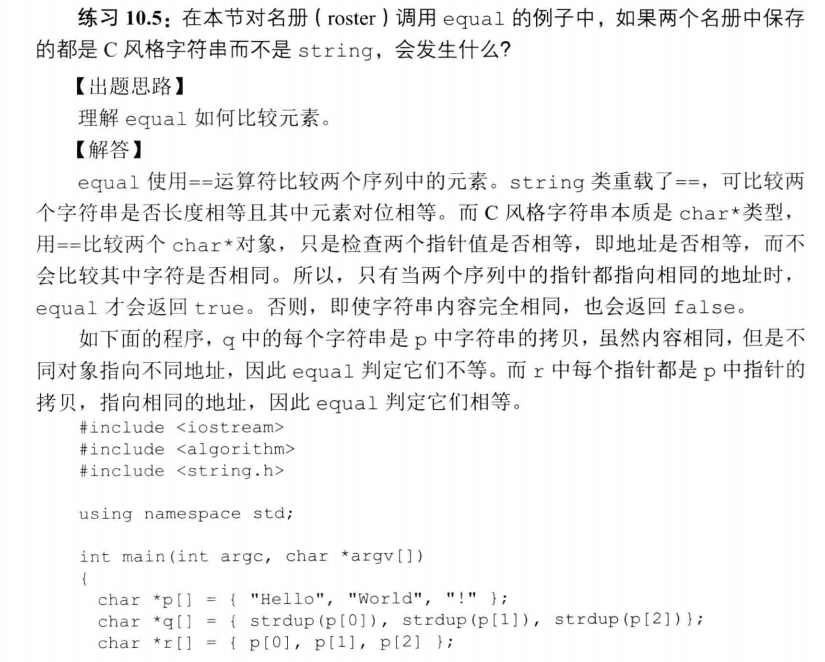 练习 10.5：在本节对名册（roster）调用 equal 的例子中，如果两个名册中保存
的都是 C 风格字符串而不是 string，会发生什么？
【出题思路】
理解 equal 如何比较元素。
【解答】
equal 使用==运算符比较两个序列中的元素。string 类重载了==，可比较两
个字符串是否长度相等且其中元素对位相等。而 C 风格字符串本质是 char*类型，
用==比较两个 char*对象，只是检查两个指针值是否相等，即地址是否相等，而不
会比较其中字符是否相同。所以，只有当两个序列中的指针都指向相同的地址时，
equal 才会返回 true。否则，即使字符串内容完全相同，也会返回 false。
如下面的程序，q 中的每个字符串是 p 中字符串的拷贝，虽然内容相同，但是不
同对象指向不同地址，因此 equal 判定它们不等。而 r 中每个指针都是 p 中指针的
拷贝，指向相同的地址，因此 equal 判定它们相等。
#include <iostream>
#include <algorithm>
#include <string.h>
using namespace std;
int main(int argc, char *argv[])
{
char *p[] = { "Hello", "World", "!" };
char *q[] = { strdup(p[0]), strdup(p[1]), strdup(p[2])};
char *r[] = { p[0], p[1], p[2] };